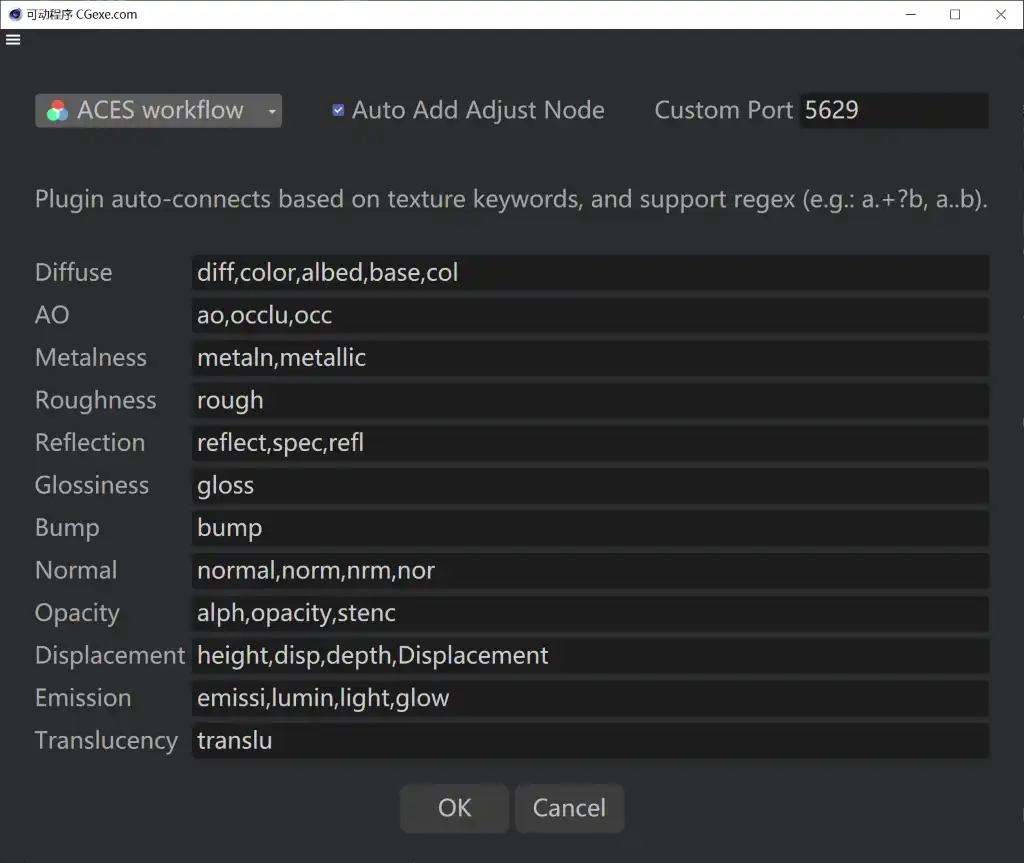 可动程序 CGexe.com
ACES workflow Auto Add Adjust Node Custom Port 5629
Plugin auto-connects based on texture keywords, and support regex (e.g.: a.+?b, a..b).
Diffuse diff,color,albed,base,col
AO ao,occlu,occ
Metalness metaln,metallic
Roughness rough
Reflection reflect,spec,refl
Glossiness gloss
Bump bump
Normal normal,norm,nrm,nor
Opacity alph,opacity,stenc
Displacement height,disp,depth,Displacement
Emission emissi,lumin,light,glow
Translucency translu
OK Cancel